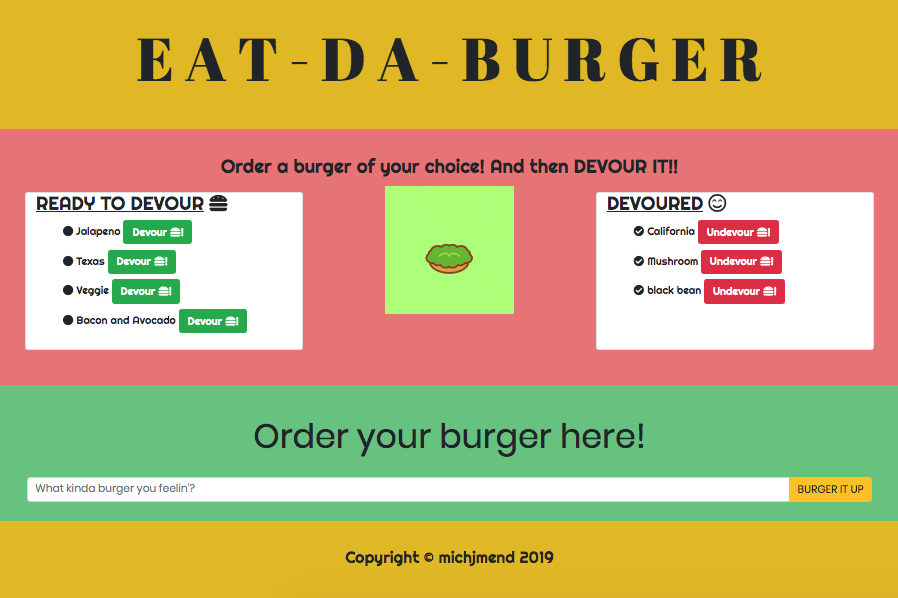 EAT-DA-BURGER
Order a burger of your choice! And then DEVOUR IT!!
READY TO DEVOUR
Jalapeno Devour !
Texas Devour !
Veggie Devour !
Bacon and Avocado Devour !
DEVOURED
California Undevour !
Mushroom Undevour !
black bean Undevour !
Order your burger here!
What kinda burger you feelin'? BURGER IT UP
Copyright © michjmend 2019